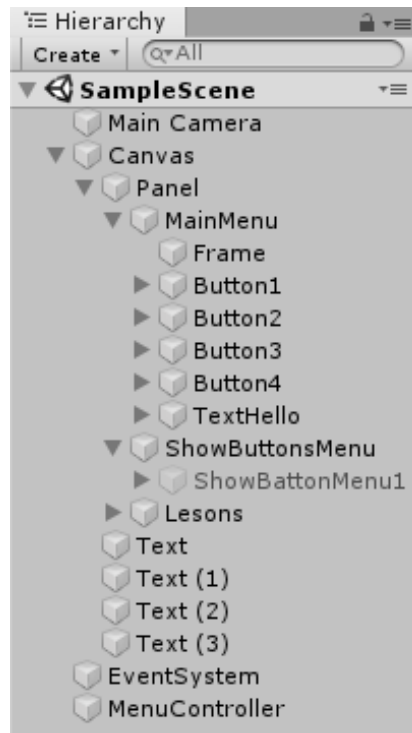 Hierarchy
Create All
SampleScene
Main Camera
Canvas
Panel
MainMenu
Frame
Button1
Button2
Button3
Button4
TextHello
ShowButtonsMenu
ShowBattonMenu1
Lesons
Text
Text (1)
Text (2)
Text (3)
EventSystem
MenuController